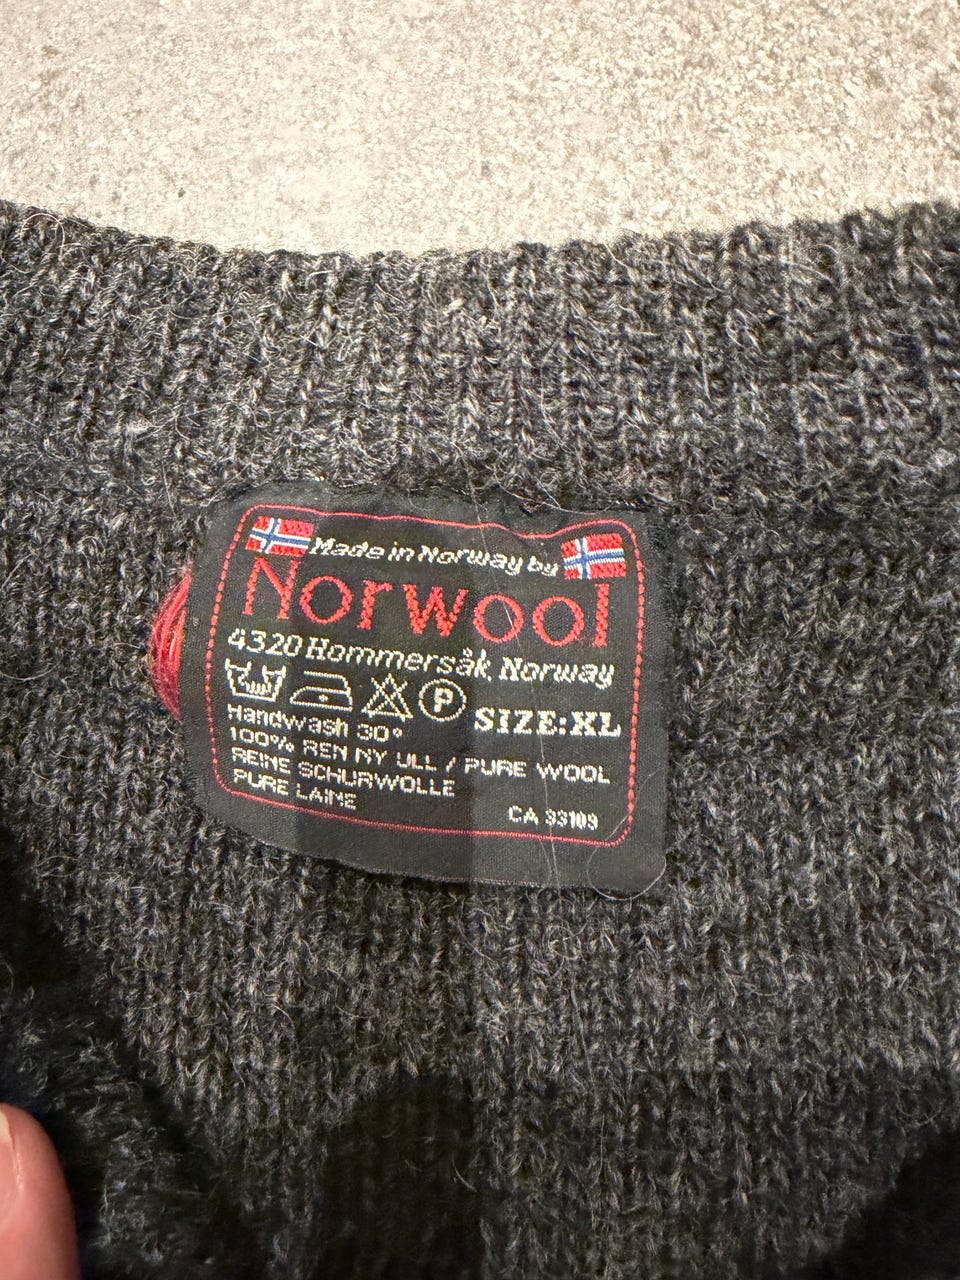 Made in Norway by
Norwool
4320 Hommersåk, Norway
P
SIZE:XL
Handwash 30°
100% REN NY ULL / PURE WOOL
REINE SCHURWOLLE
PURE LAINE
CA 33109